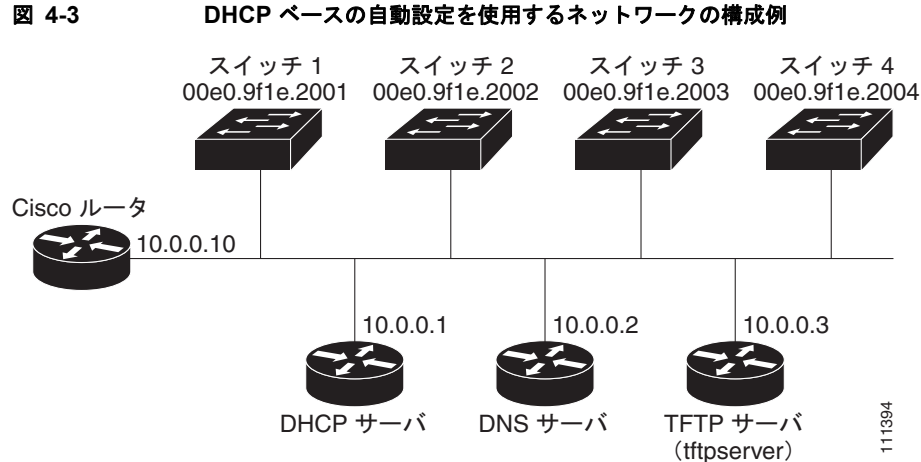 図 4-3 DHCP ベースの自動設定を使用するネットワークの構成例
スイッチ 1
00e0.9f1e.2001
スイッチ 2
00e0.9f1e.2002
スイッチ 3
00e0.9f1e.2003
スイッチ 4
00e0.9f1e.2004
Cisco ルータ
10.0.0.10
10.0.0.1
10.0.0.2
10.0.0.3
DHCP サーバ
DNS サーバ
TFTP サーバ
（tftpserver）
111394